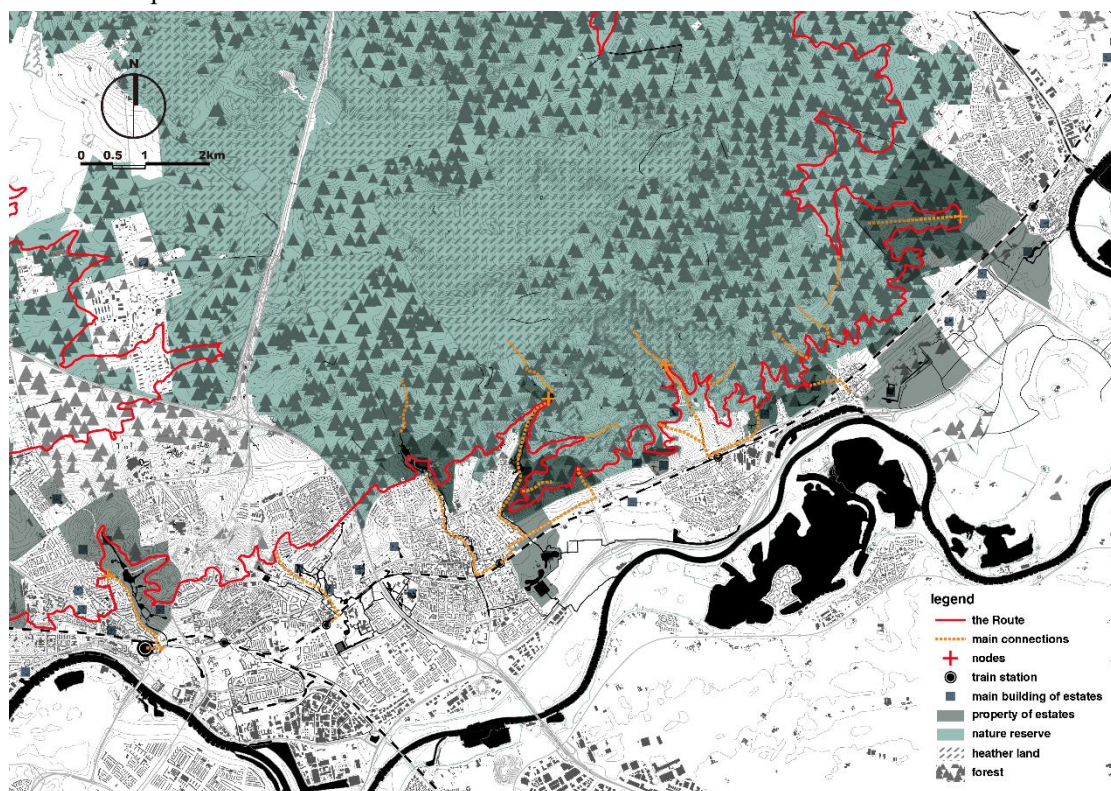 N
0 0.5 1 2km
legend
the Route
main connections
nodes
train station
main building of estates
property of estates
nature reserve
heather land
forest